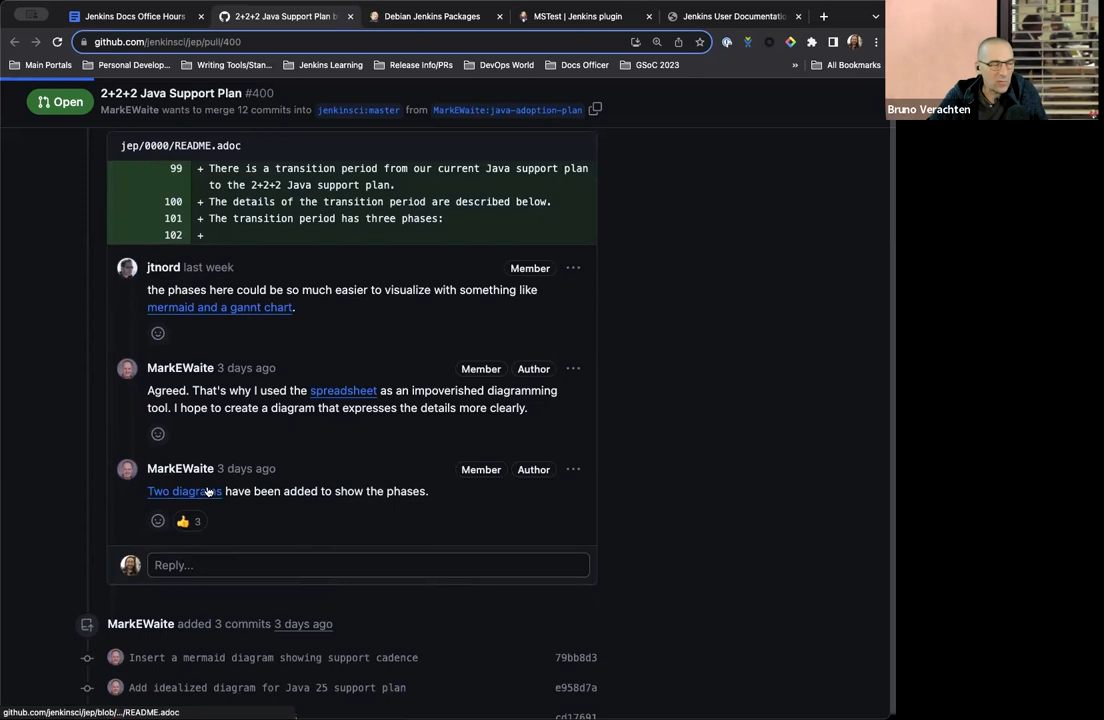 Jenkins Docs Office Hours
2+2+2 Java Support Plan b
Debian Jenkins Packages
MSTest | Jenkins plugin
Jenkins User Documentatio
github.com/jenkinsci/jep/pull/400
Main Portals
Personal Develop...
Writing Tools/Stan...
Jenkins Learning
Release Info/PRs
DevOps World
Docs Officer
GSoC 2023
»
All Bookmarks
Open
2+2+2 Java Support Plan #400
MarkEWaite wants to merge 12 commits into jenkinsci:master from MarkEWaite:java-adoption-plan
Bruno Verachten
jep/0000/README.adoc
99 + There is a transition period from our current Java support plan
to the 2+2+2 Java support plan.
100 + The details of the transition period are described below.
101 + The transition period has three phases:
102 +
jtnord last week
Member
the phases here could be so much easier to visualize with something like
mermaid and a gannt chart.
MarkEWaite 3 days ago
Member Author
Agreed. That's why I used the spreadsheet as an impoverished diagramming
tool. I hope to create a diagram that expresses the details more clearly.
MarkEWaite 3 days ago
Member Author
Two diagrams have been added to show the phases.
👍 3
Reply...
MarkEWaite added 3 commits 3 days ago
Insert a mermaid diagram showing support cadence 79bb8d3
Add idealized diagram for Java 25 support plan e958d7a
cd17691
github.com/jenkinsci/jep/blob/.../README.adoc